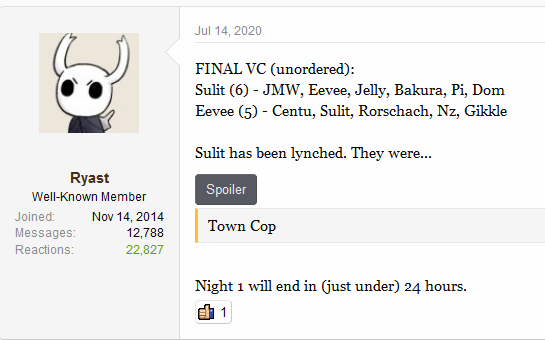 Jul 14, 2020
Ryast
Well-Known Member
Joined: Nov 14, 2014
Messages: 12,788
Reactions: 22,827
FINAL VC (unordered):
Sulit (6) - JMW, Eevee, Jelly, Bakura, Pi, Dom
Eevee (5) - Centu, Sulit, Rorschach, Nz, Gikkle
Sulit has been lynched. They were...
Spoiler
Town Cop
Night 1 will end in (just under) 24 hours.
1